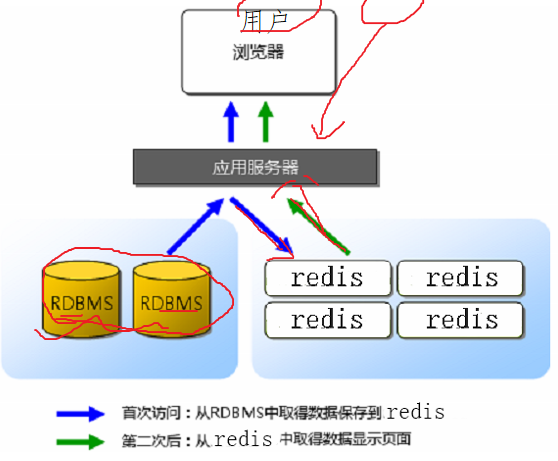 用户
浏览器
应用服务器
RDBMS RDBMS
redis redis
redis redis
首次访问：从RDBMS中取得数据保存到 redis
第二次后：从 redis 中取得数据显示页面